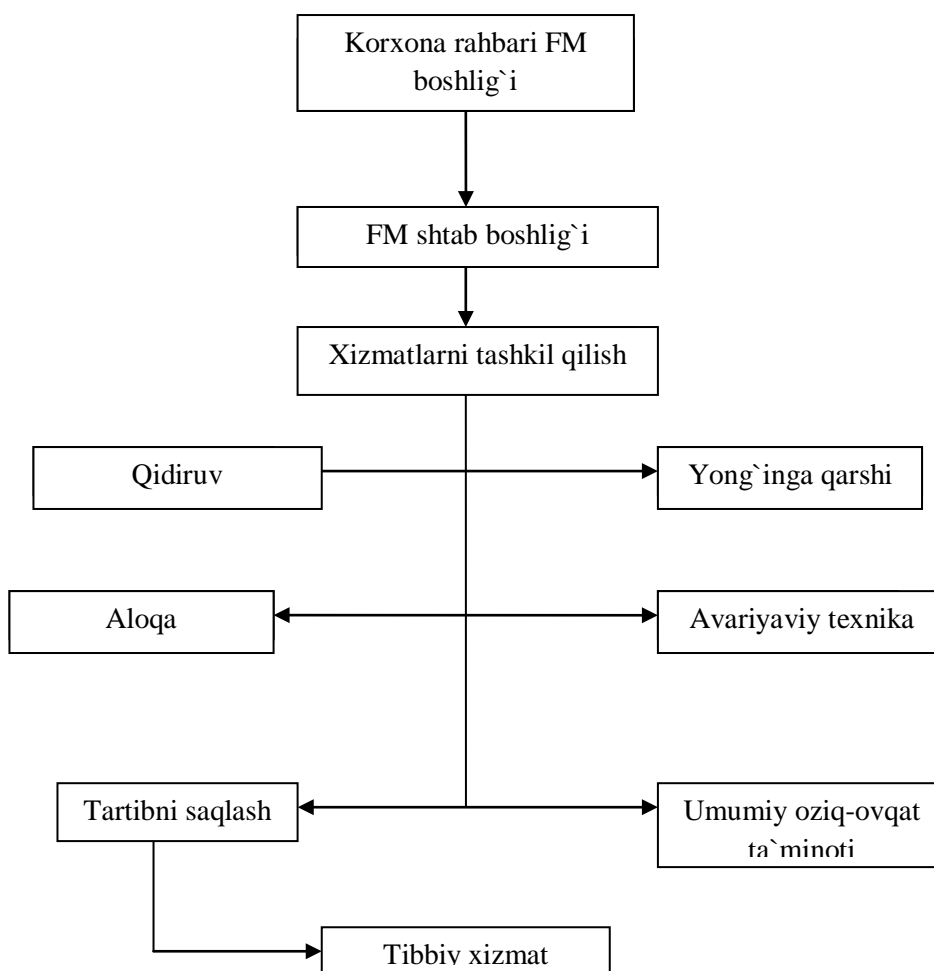 Korxona rahbari FM
boshlig`i
FM shtab boshlig`i
Xizmatlarni tashkil qilish
Qidiruv
Yong`inga qarshi
Aloqa
Avariyaviy texnika
Tartibni saqlash
Umumiy oziq-ovqat
ta`minoti
Tibbiy xizmat